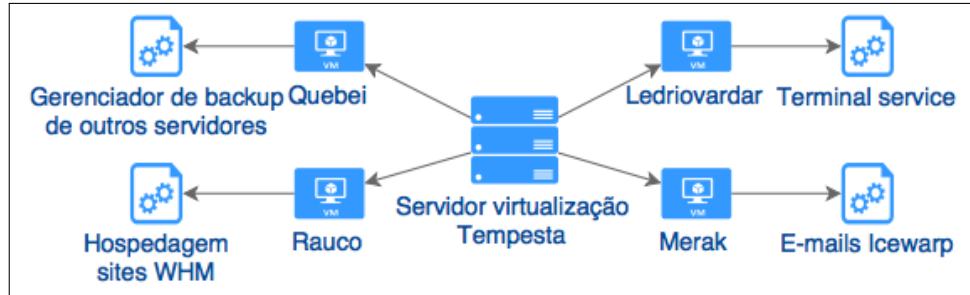 VM
VM
Gerenciador de backup
de outros servidores
Quebei
Ledriovardar
Terminal service
VM
VM
Servidor virtualização
Tempesta
Hospedagem
sites WHM
Rauco
Merak
E-mails Icewarp